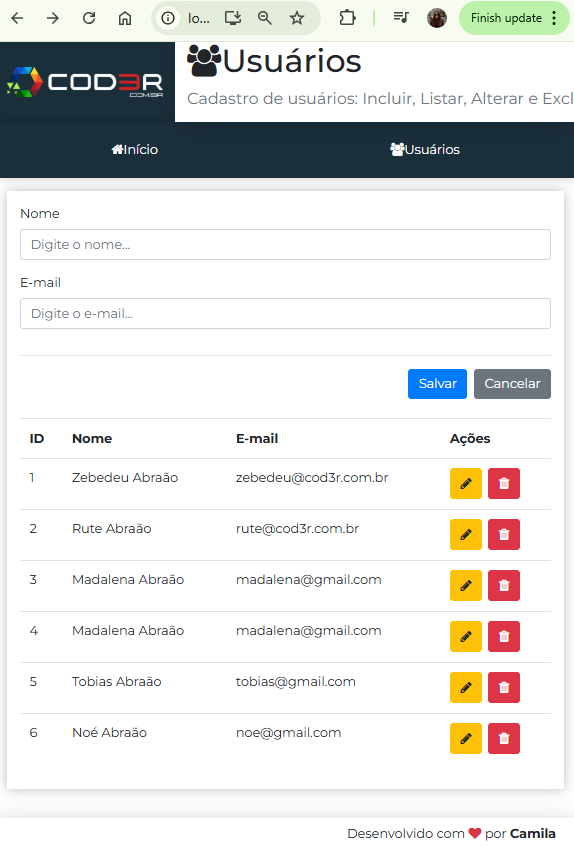 lo...
Finish update
COD3R
.COM.BR
Usuários
Cadastro de usuários: Incluir, Listar, Alterar e Excl
Início Usuários
Nome
Digite o nome...
E-mail
Digite o e-mail...
Salvar Cancelar
ID Nome E-mail Ações
1 Zebedeu Abraão zebedeu@cod3r.com.br
2 Rute Abraão rute@cod3r.com.br
3 Madalena Abraão madalena@gmail.com
4 Madalena Abraão madalena@gmail.com
5 Tobias Abraão tobias@gmail.com
6 Noé Abraão noe@gmail.com
Desenvolvido com ❤ por Camila